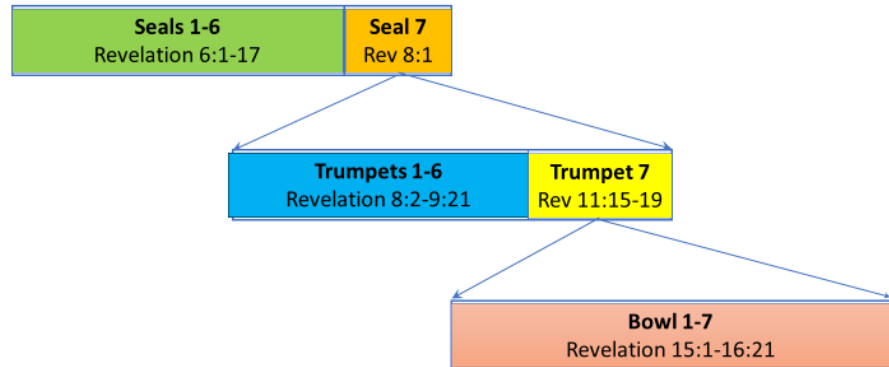 Seals 1-6
Revelation 6:1-17
Seal 7
Rev 8:1
Trumpets 1-6
Revelation 8:2-9:21
Trumpet 7
Rev 11:15-19
Bowl 1-7
Revelation 15:1-16:21